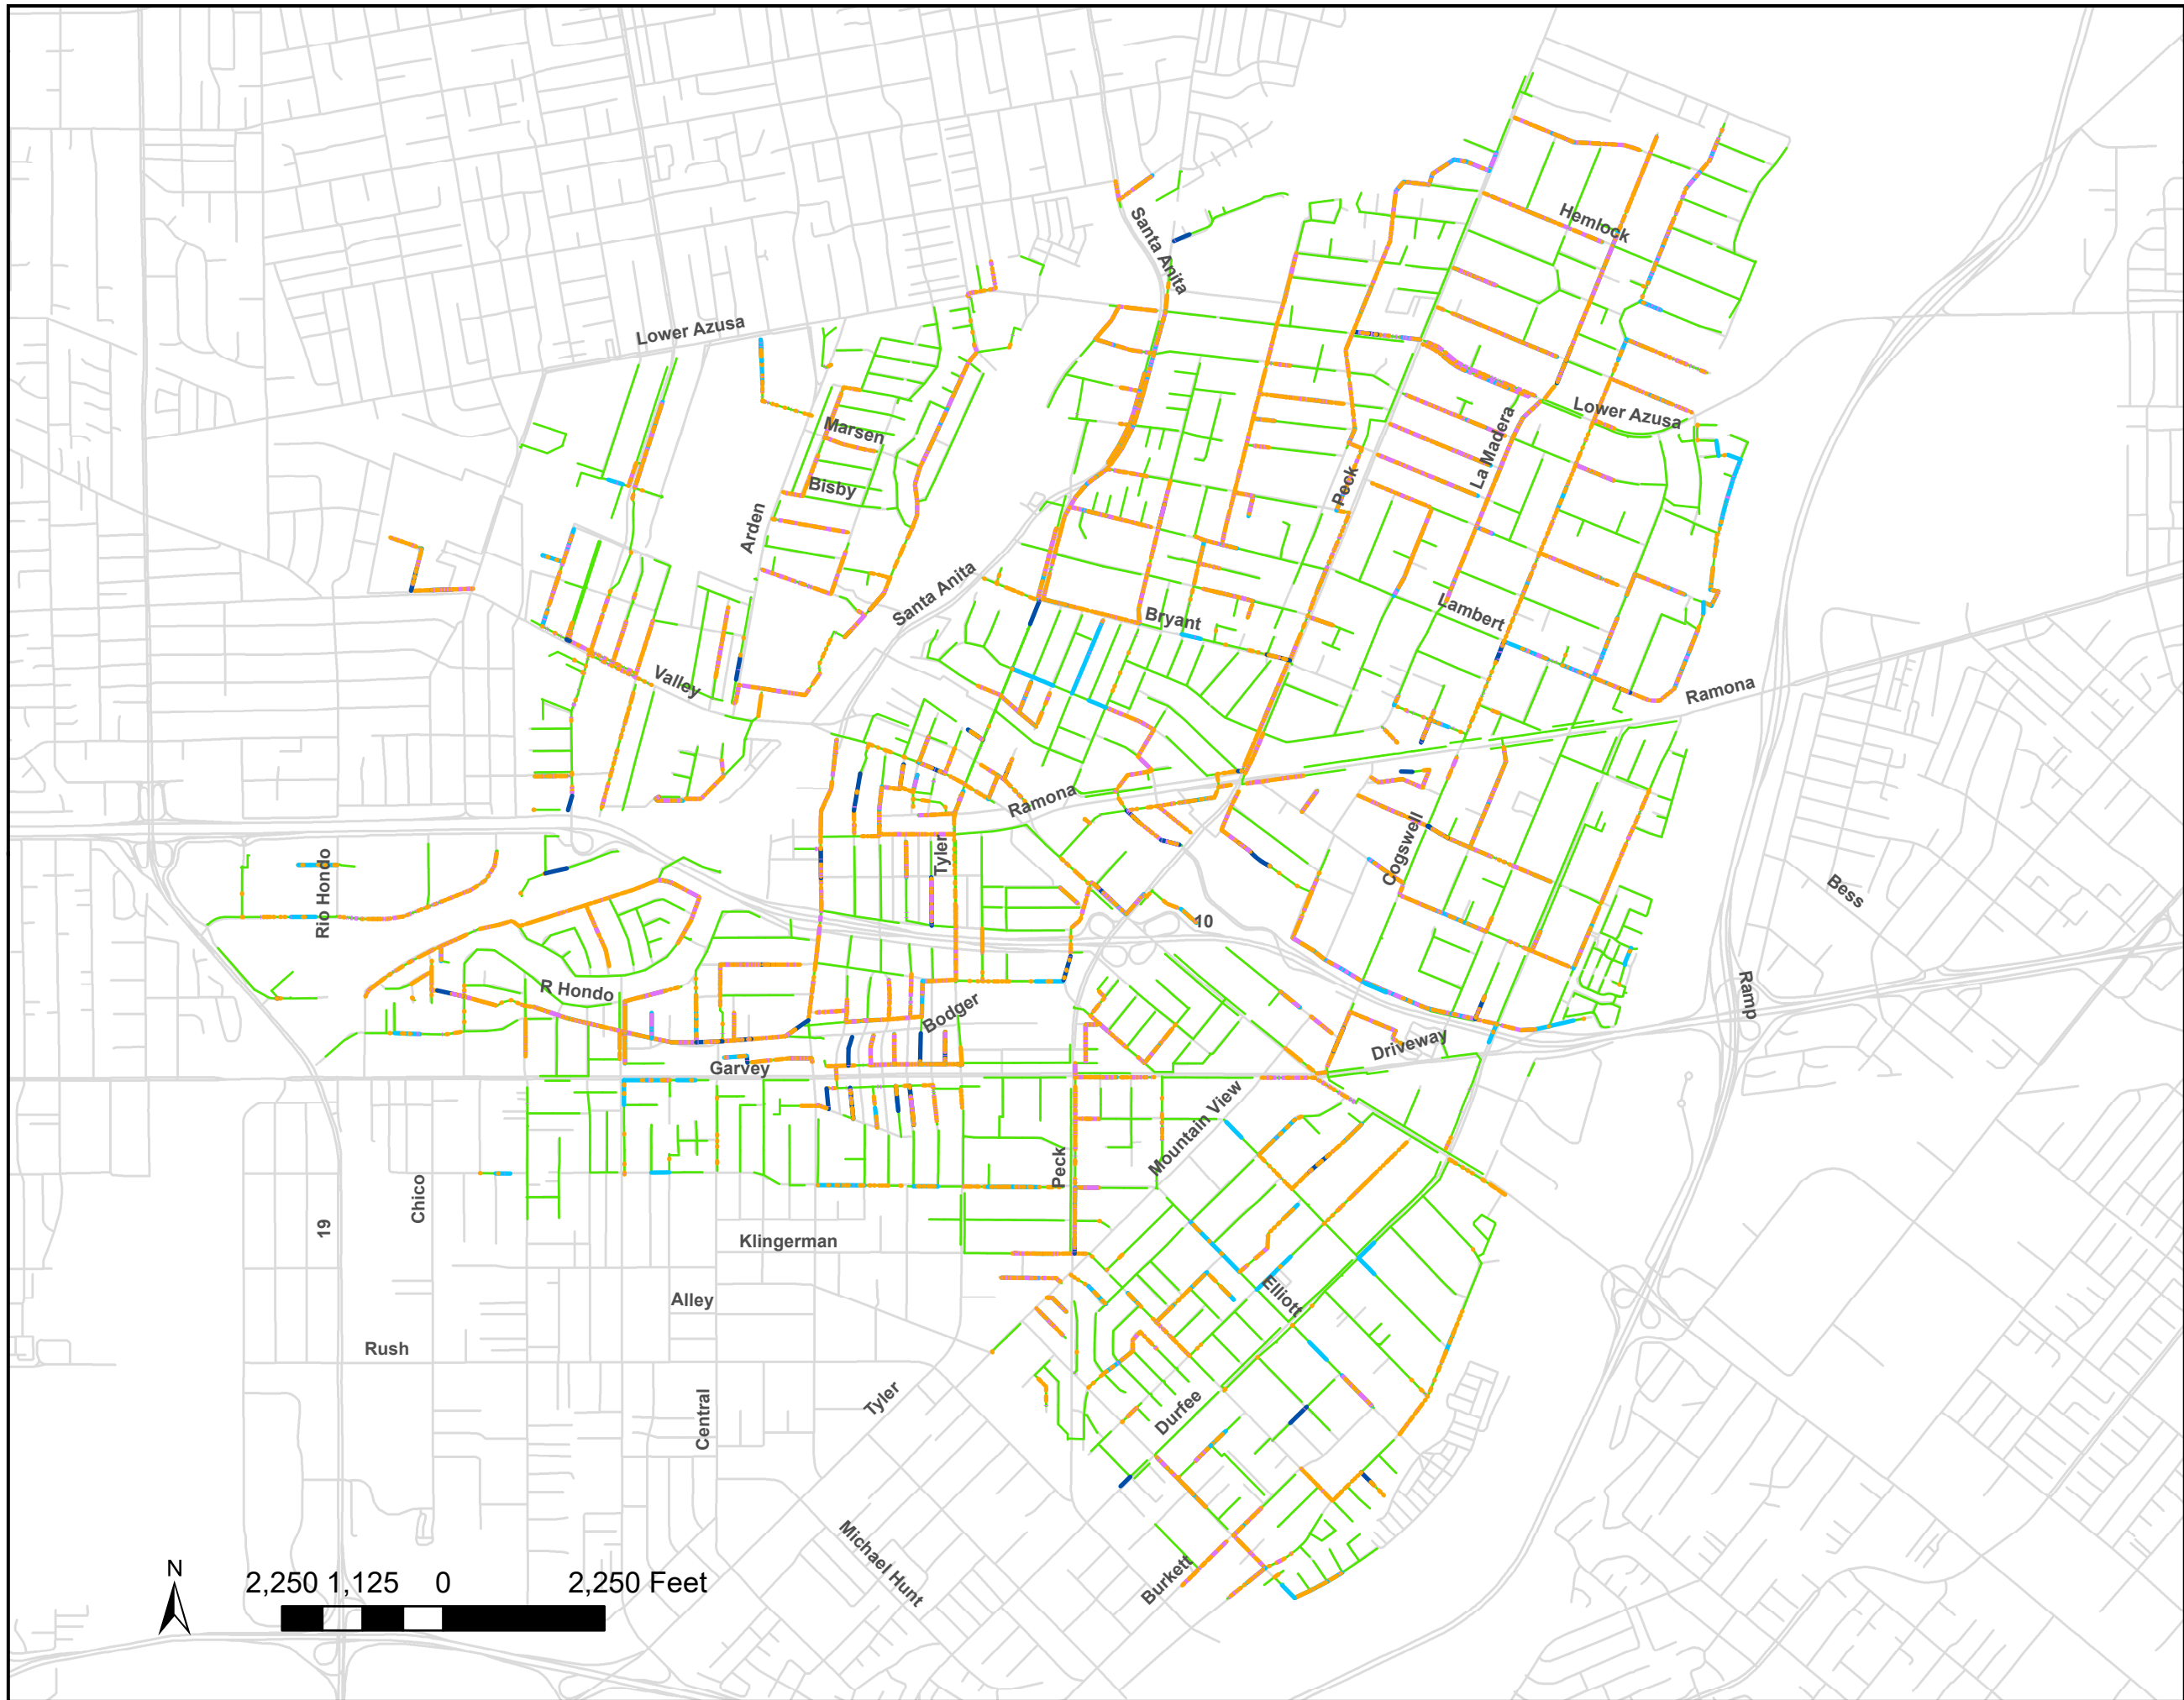 Santa Anita
Hemlock
Lower Azusa
Lower Azusa
Marsen
La Madera
Bisby
Peck
Arden
Santa Anita
Bryant
Lambert
Valley
Ramona
Ramona
Tyler
Cogswell
Rio Hondo
Bess
10
R Hondo
Bodger
Ramp
Driveway
Garvey
Mountain View
Peck
Chico
19
Klingerman
Elliott
Alley
Rush
Durfee
Tyler
Central
Michael Hunt
Burkett
N
2,250 1,125 0 2,250 Feet